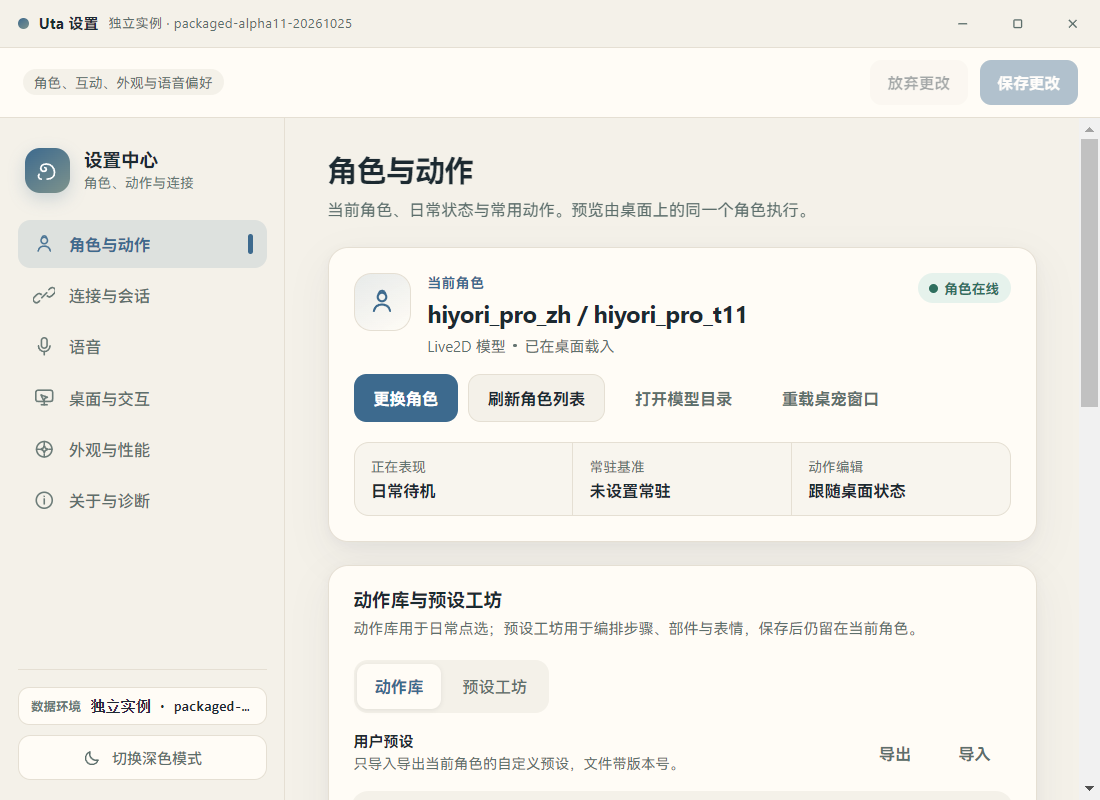 Uta 设置 独立实例 · packaged-alpha11-20261025
角色、互动、外观与语音偏好
放弃更改
保存更改
设置中心
角色、动作与连接
角色与动作
连接与会话
语音
桌面与交互
外观与性能
关于与诊断
数据环境 独立实例 · packaged-…
切换深色模式
角色与动作
当前角色、日常状态与常用动作。预览由桌面上的同一个角色执行。
当前角色
hiyori_pro_zh / hiyori_pro_t11
Live2D 模型 • 已在桌面载入
角色在线
更换角色
刷新角色列表
打开模型目录
重载桌宠窗口
正在表现
日常待机
常驻基准
未设置常驻
动作编辑
跟随桌面状态
动作库与预设工坊
动作库用于日常点选；预设工坊用于编排步骤、部件与表情，保存后仍留在当前角色。
动作库
预设工坊
用户预设
只导入导出当前角色的自定义预设，文件带版本号。
导出
导入